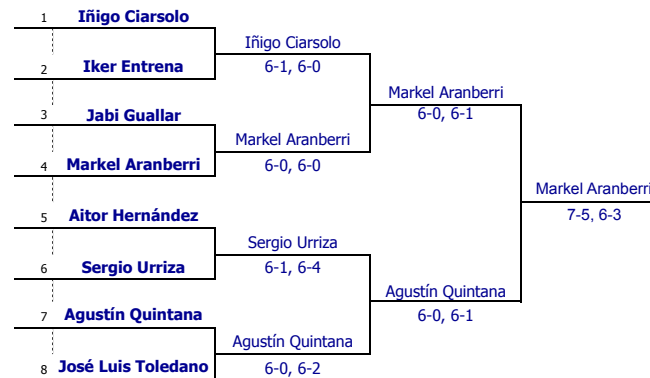 1 Iñigo Ciarsolo
Iñigo Ciarsolo
6-1, 6-0
2 Iker Entrena
Markel Aranberri
6-0, 6-1
3 Jabi Guallar
Markel Aranberri
6-0, 6-0
4 Markel Aranberri
Markel Aranberri
7-5, 6-3
5 Aitor Hernández
Sergio Urriza
6-1, 6-4
6 Sergio Urriza
Agustín Quintana
6-0, 6-1
7 Agustín Quintana
Agustín Quintana
6-0, 6-2
8 José Luis Toledano